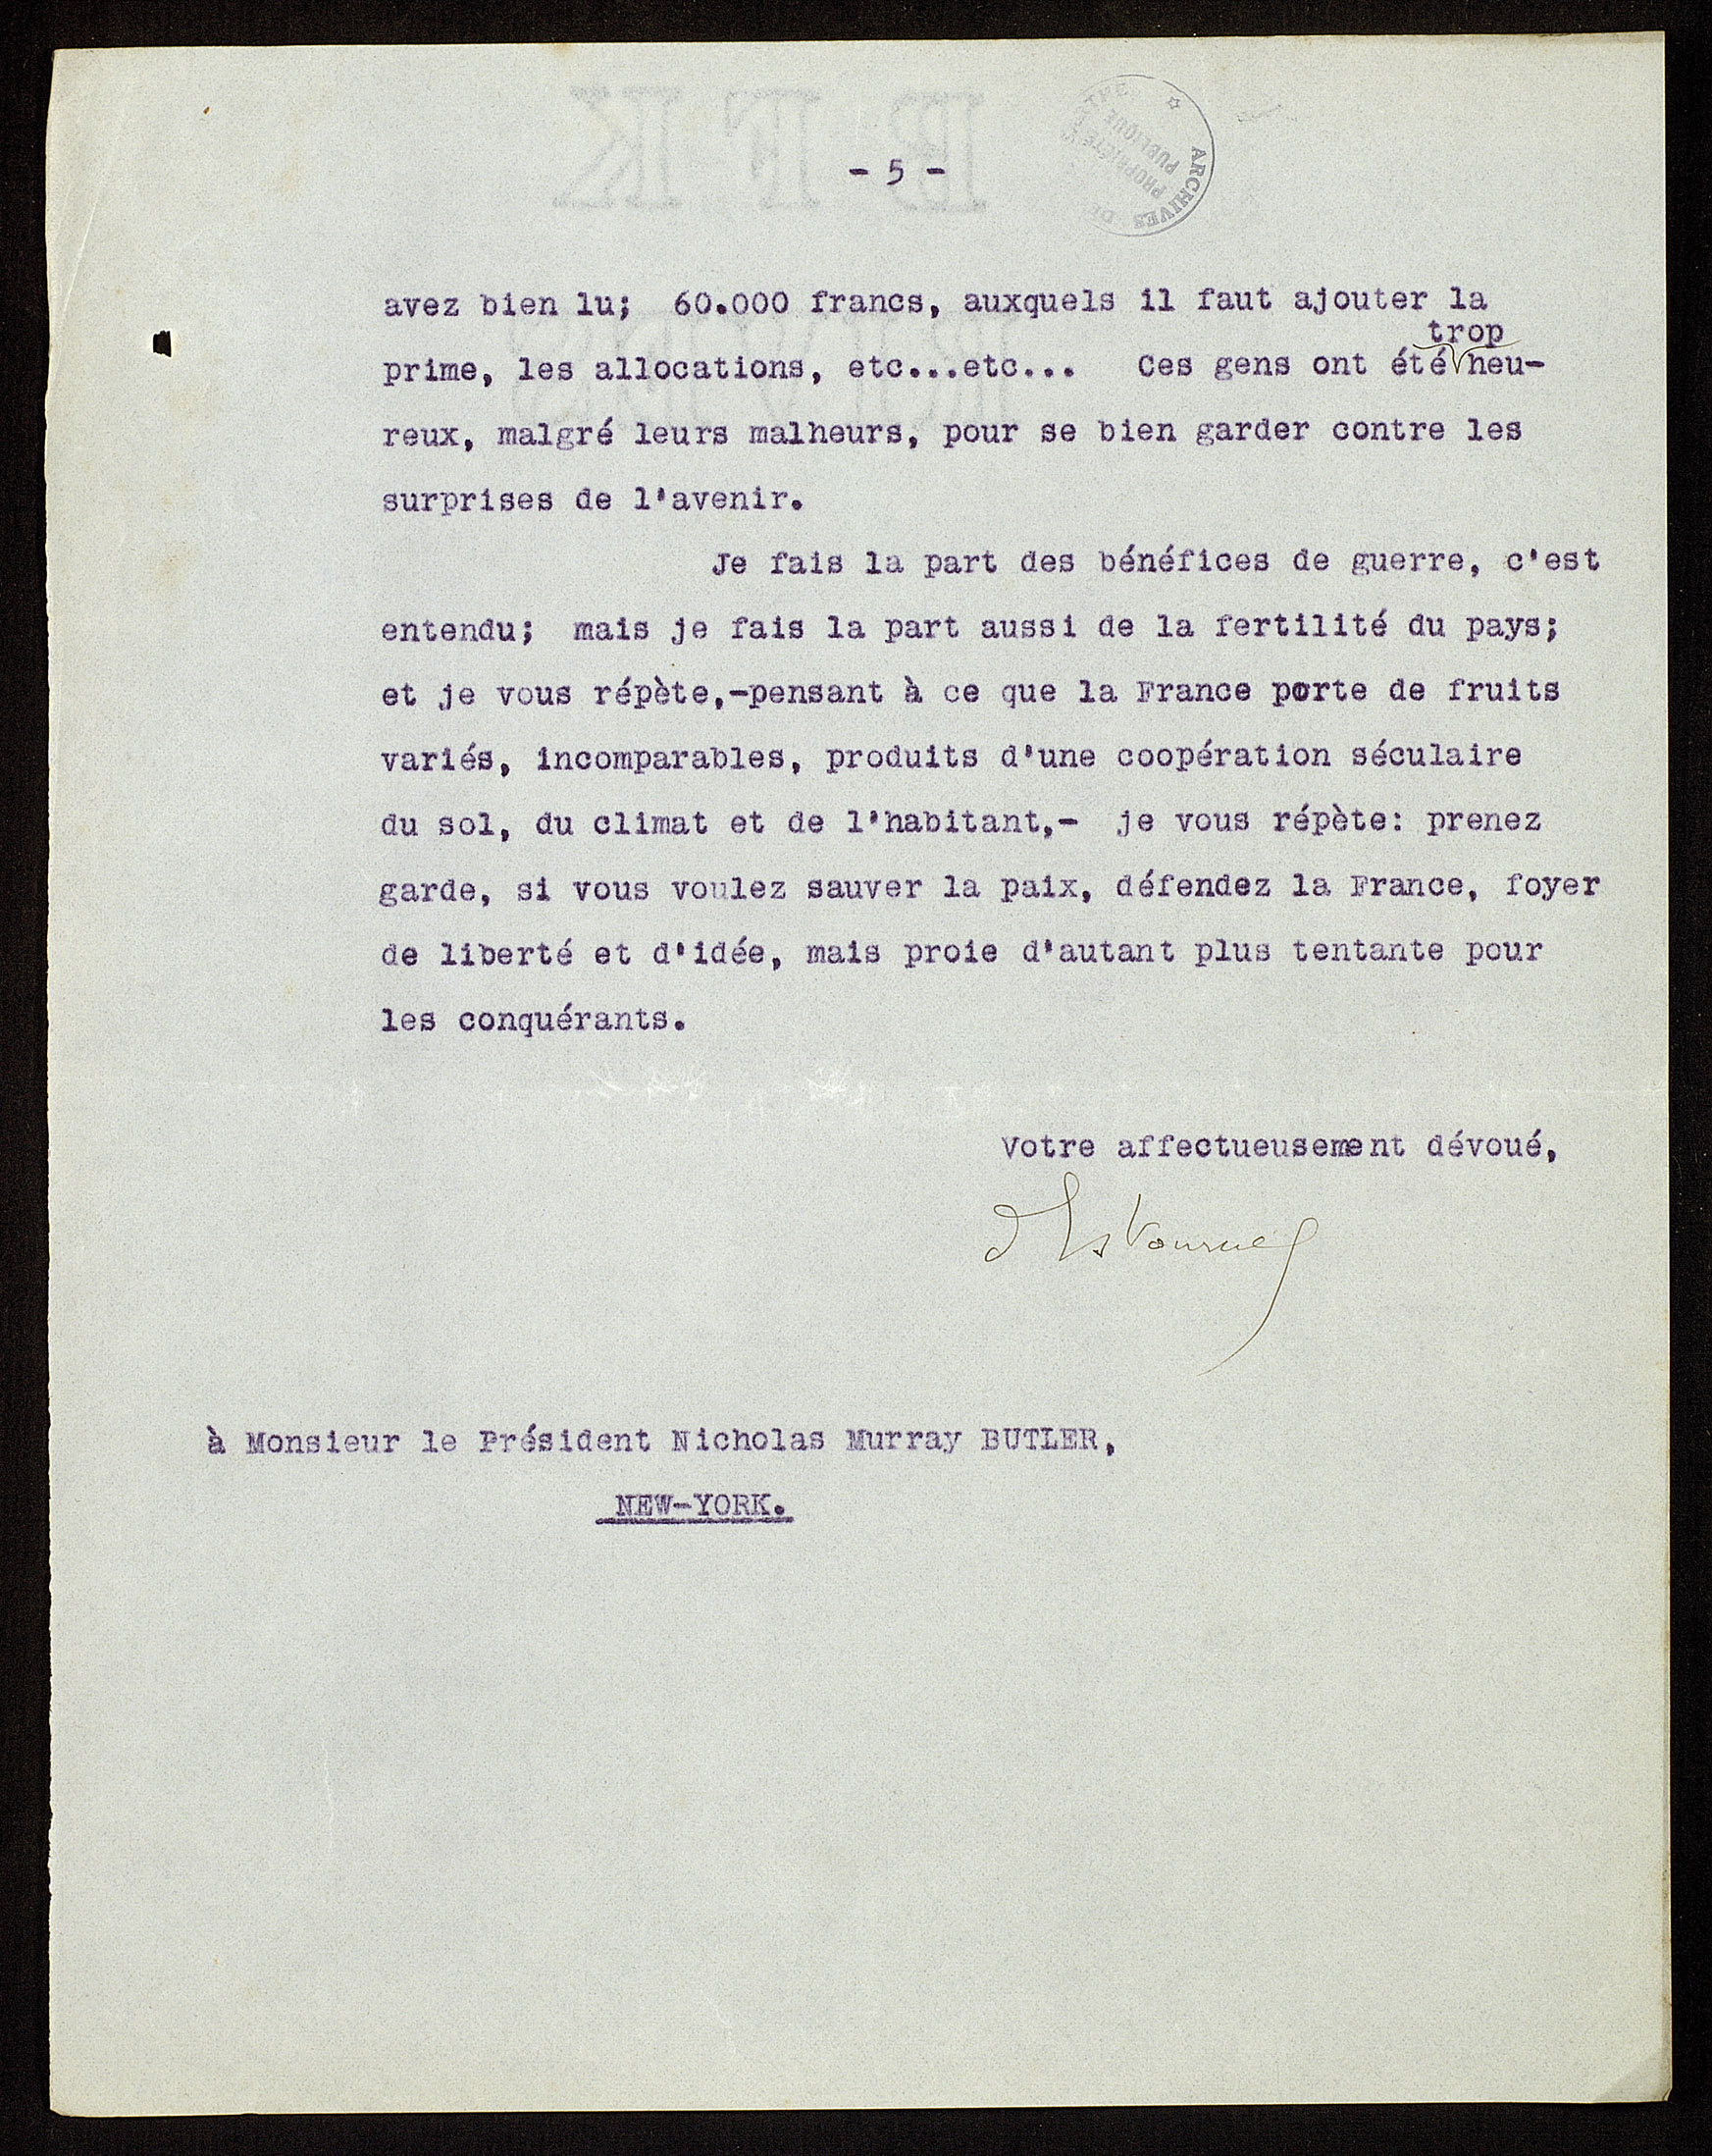 - 5 -
ARCHIVES DE
PROPRIÉTÉ
PUBLIQUE
avez bien lu; 60.000 francs, auxquels il faut ajouter la
trop
prime, les allocations, etc...etc... Ces gens ont été heu-
reux, malgré leurs malheurs, pour se bien garder contre les
surprises de l'avenir.
Je fais la part des bénéfices de guerre, c'est
entendu; mais je fais la part aussi de la fertilité du pays;
et je vous répète,-pensant à ce que la France porte de fruits
variés, incomparables, produits d'une coopération séculaire
du sol, du climat et de l'habitant,- je vous répète: prenez
garde, si vous voulez sauver la paix, défendez la France, foyer
de liberté et d'idée, mais proie d'autant plus tentante pour
les conquérants.
Votre affectueusement dévoué,
d'Estournel
à Monsieur le Président Nicholas Murray BUTLER,
NEW-YORK.